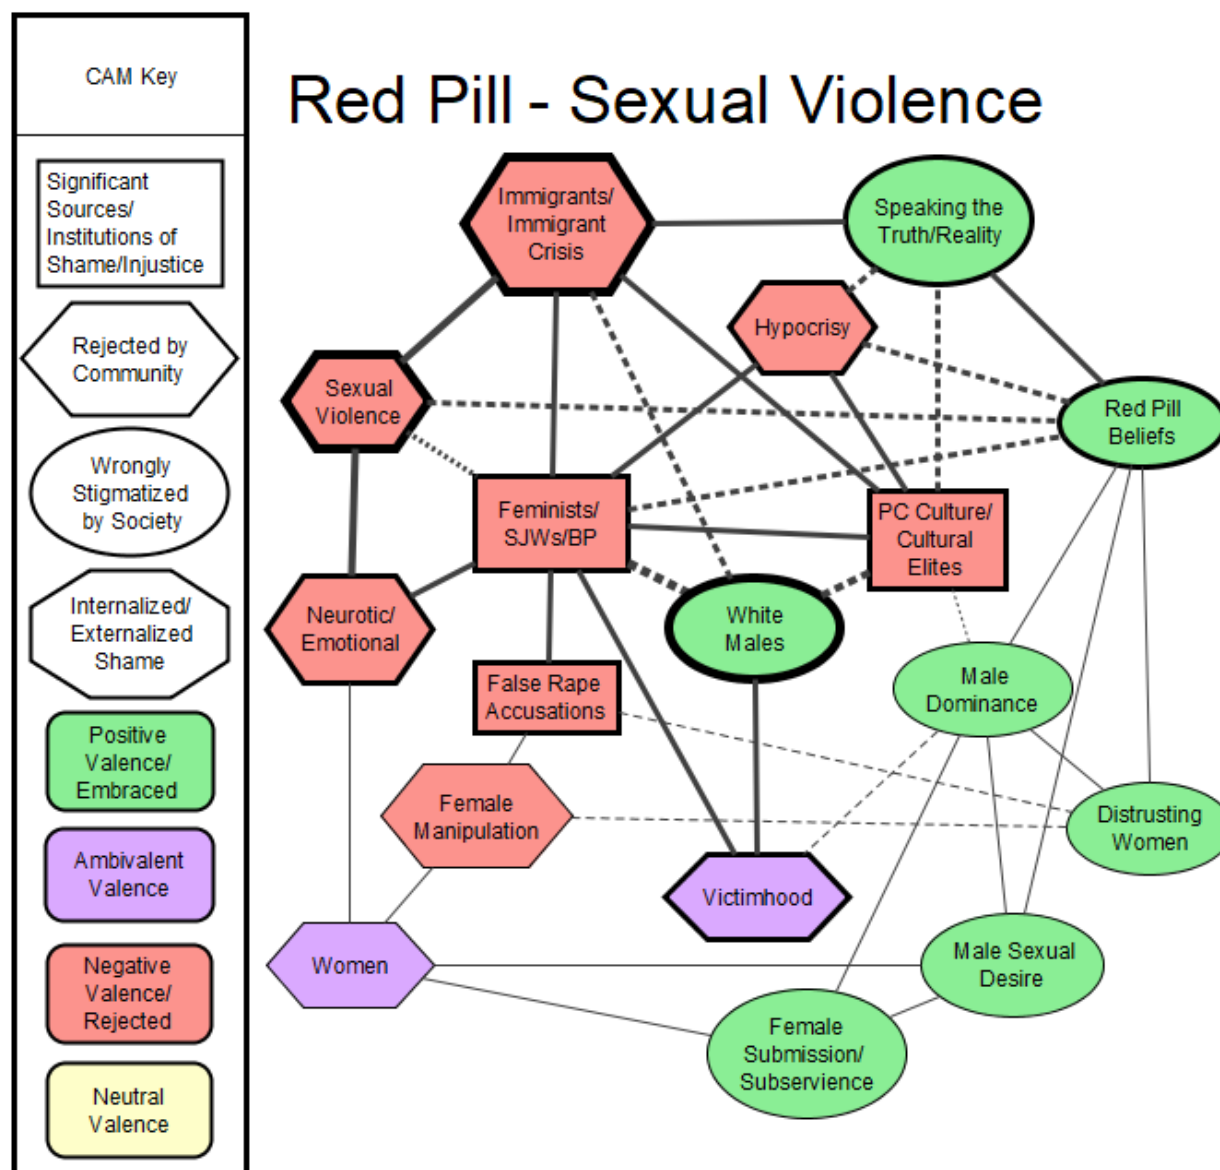 CAM Key
Significant
Sources/
Institutions of
Shame/Injustice
Rejected by
Community
Wrongly
Stigmatized
by Society
Internalized/
Externalized
Shame
Positive
Valence/
Embraced
Ambivalent
Valence
Negative
Valence/
Rejected
Neutral
Valence
Red Pill - Sexual Violence
Immigrants/
Immigrant
Crisis
Speaking the
Truth/Reality
Hypocrisy
Sexual
Violence
Red Pill
Beliefs
Feminists/
SJWs/BP
PC Culture/
Cultural
Elites
Neurotic/
Emotional
White
Males
False Rape
Accusations
Male
Dominance
Female
Manipulation
Distrusting
Women
Victimhood
Women
Male Sexual
Desire
Female
Submission/
Subservience